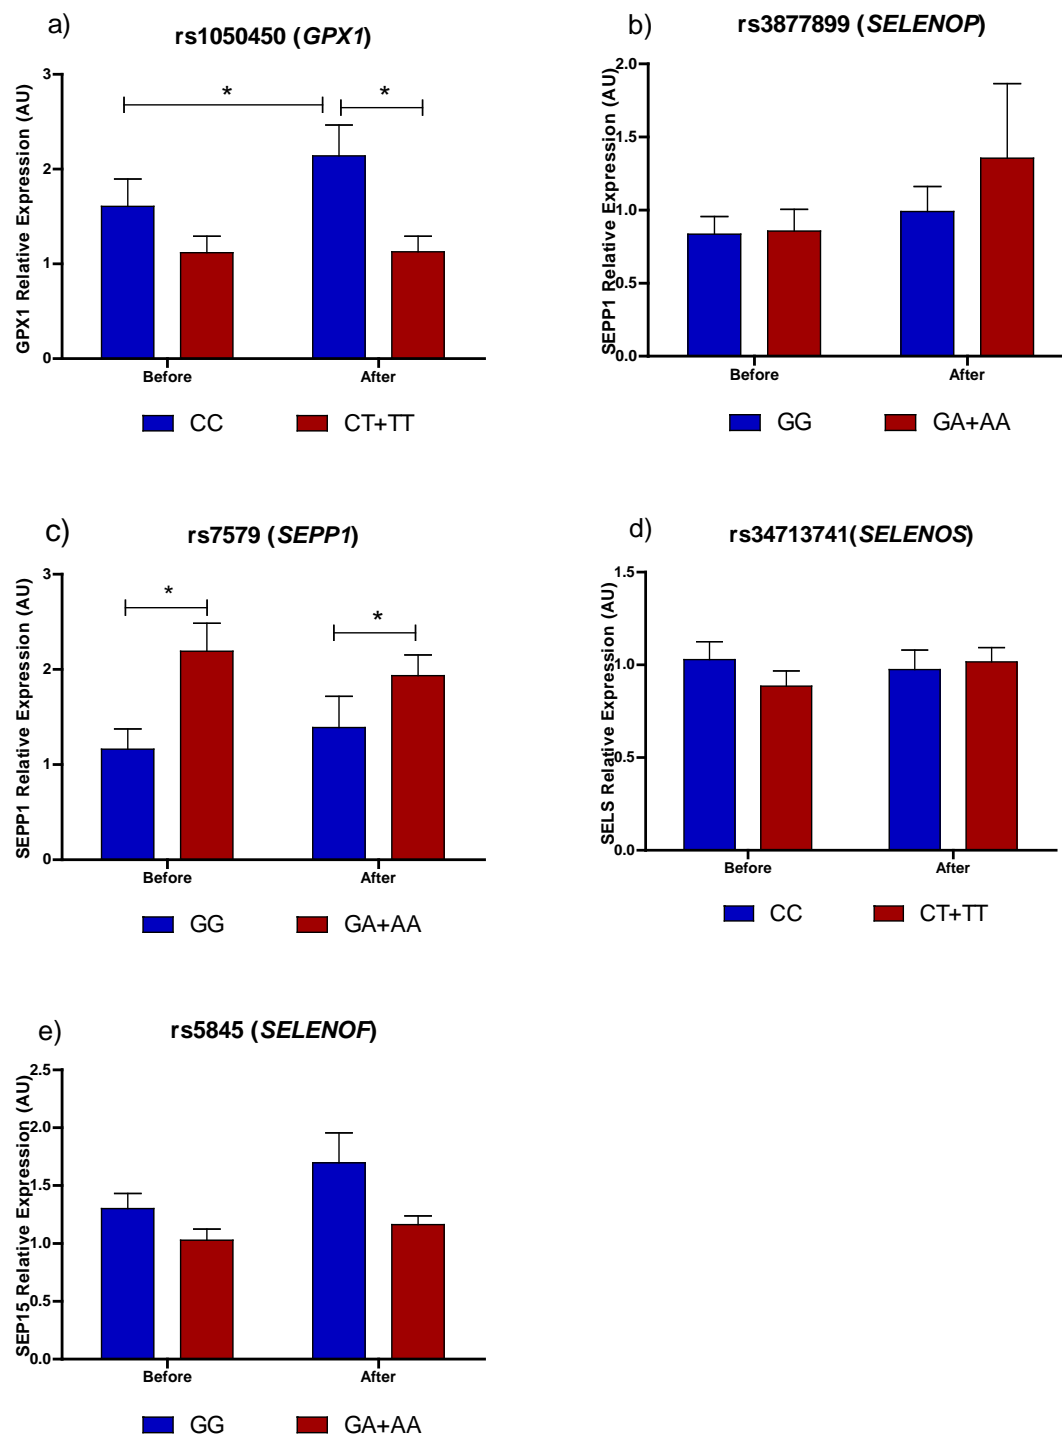 a)
rs1050450 (GPX1)
GPX1 Relative Expression (AU)
3
2
1
0
*
*
Before
After
CC
CT+TT
b)
rs3877899 (SELENOP)
SEPP1 Relative Expression (AU)
2.0
1.5
1.0
0.5
0.0
Before
After
GG
GA+AA
c)
rs7579 (SEPP1)
SEPP1 Relative Expression (AU)
3
2
1
0
*
*
Before
After
GG
GA+AA
d)
rs34713741(SELENOS)
SELS Relative Expression (AU)
1.5
1.0
0.5
0.0
Before
After
CC
CT+TT
e)
rs5845 (SELENOF)
SEP15 Relative Expression (AU)
2.5
2.0
1.5
1.0
0.5
0.0
Before
After
GG
GA+AA